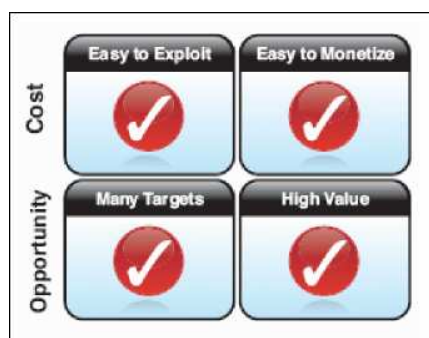 Cost
Easy to Exploit
Easy to Monetize
Opportunity
Many Targets
High Value